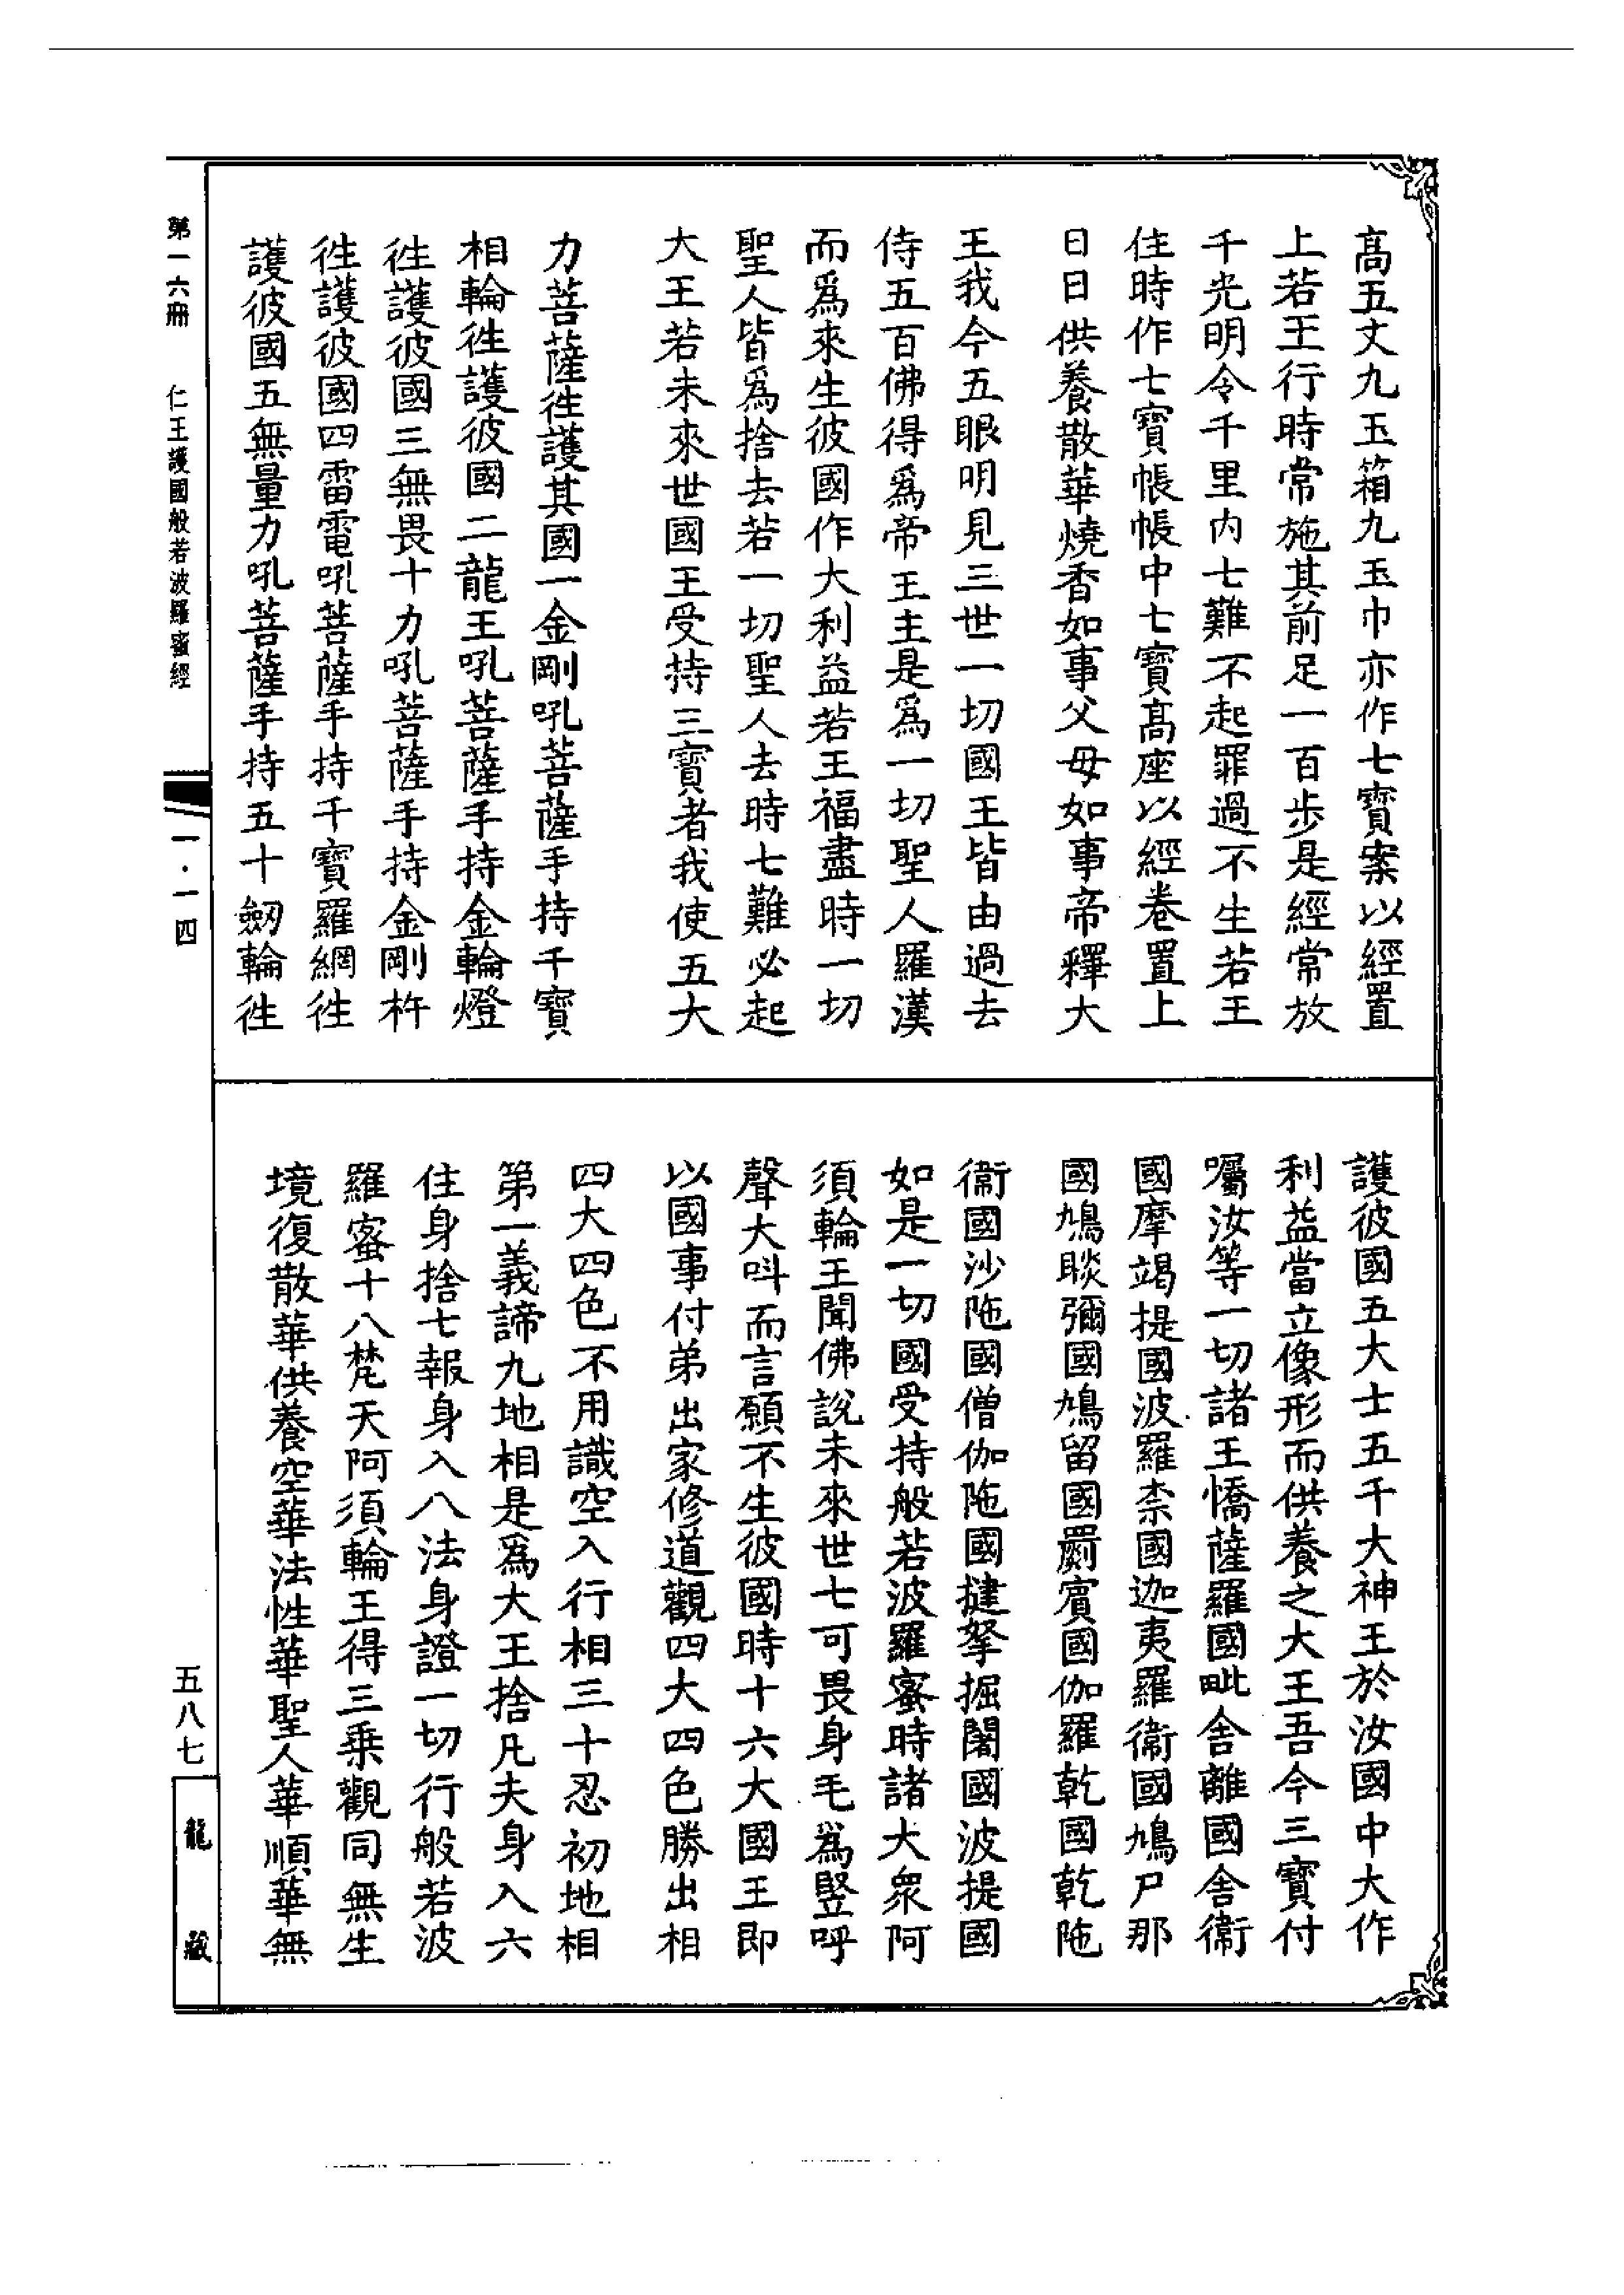 高五丈九玉箱九玉巾亦作七寶案以經置
上若王行時常施其前足一百步是經常放
千光明令千里内七難不起罪過不生若王
住時作七寶帳帳中七寶高座以經卷置上
日日供養散華燒香如事父母如事帝釋大
王我今五眼明見三世一切國王皆由過去
侍五百佛得爲帝王主是爲一切聖人羅漢
而爲來生彼國作大利益若王福盡時一切
聖人皆爲捨去若一切聖人去時七難必起
大王若未來世國王受持三寶者我使五大
力菩薩往護其國一金剛吼菩薩手持千寶
相輪往護彼國二龍王吼菩薩手持金輪燈
往護彼國三無畏十力吼菩薩手持金剛杵
往護彼國四雷電吼菩薩手持千寶羅網往
護彼國五無量力吼菩薩手持五十劒輪往
護彼國五大士五千大神王於汝國中大作
利益當立像形而供養之大王吾今三寶付
囑汝等一切諸王憍薩羅國毗舍離國舍衞
國摩竭提國波羅柰國迦夷羅衞國鳩尸那
國鳩睒彌國鳩留國罽賓國伽羅乾國乾陁
衞國沙陁國僧伽陁國揵拏掘闍國波提國
如是一切國受持般若波羅蜜時諸大衆阿
須輪王聞佛說未來世七可畏身毛爲豎呼
聲大呌而言願不生彼國時十六大國王即
以國事付弟出家修道觀四大四色勝出相
四大四色不用識空入行相三十忍初地相
第一義諦九地相是爲大王捨凡夫身入六
住身捨七報身入八法身證一切行般若波
羅蜜十八梵天阿須輪王得三乘觀同無生
境復散華供養空華法性華聖人華順華無
第一六冊
仁王護國般若波羅蜜經
一·一四
五八七
龍藏